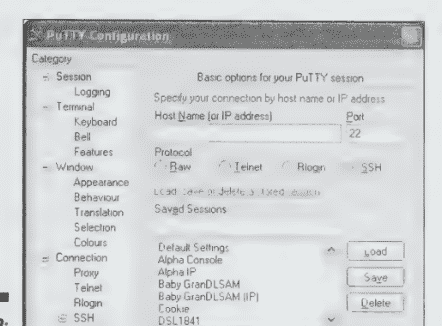 PuTTY Configuration
Category
Session
Logging
Terminal
Keyboard
Bell
Features
Window
Appearance
Behaviour
Translation
Selection
Colours
Connection
Proxy
Telnet
Rlogin
SSH
Basic options for your PuTTY session
Specify your connection by host name or IP address
Host Name (or IP address)
Port
22
Protocol
Raw Telnet Rlogin SSH
Load, save or delete a stored session
Saved Sessions
Default Settings
Alpha Console
Alpha IP
Baby GranDLSAM
Baby GranDLSAM (IP)
Cookie
DSL1841
Load
Save
Delete